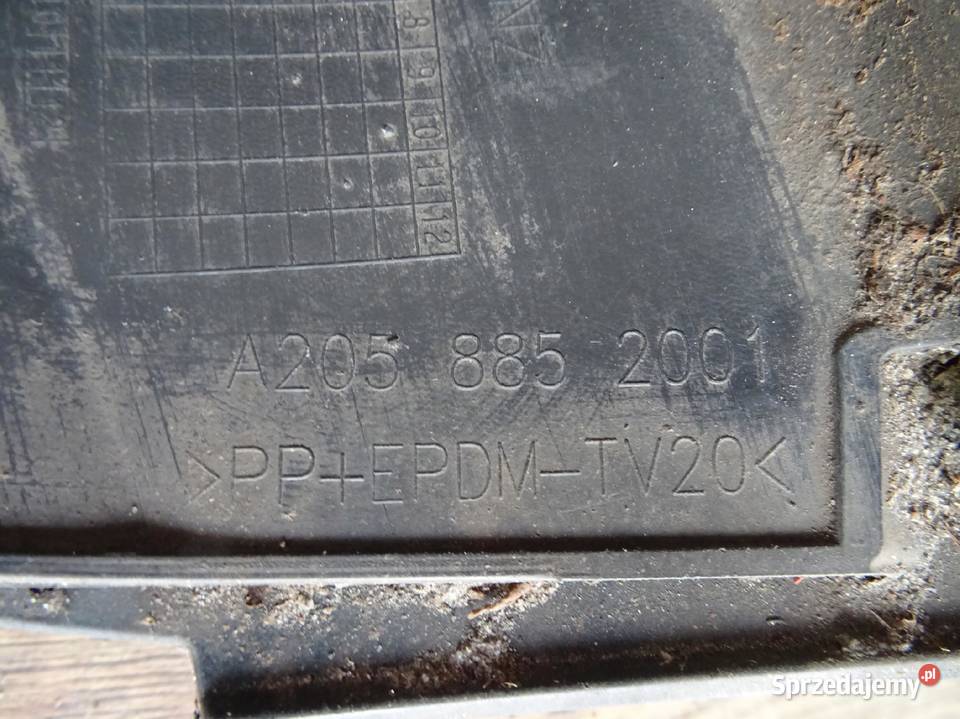 8
9
10
11
12
A205 885 2001
>PP+EPDM-TV20<
Sprzedajemy.pl